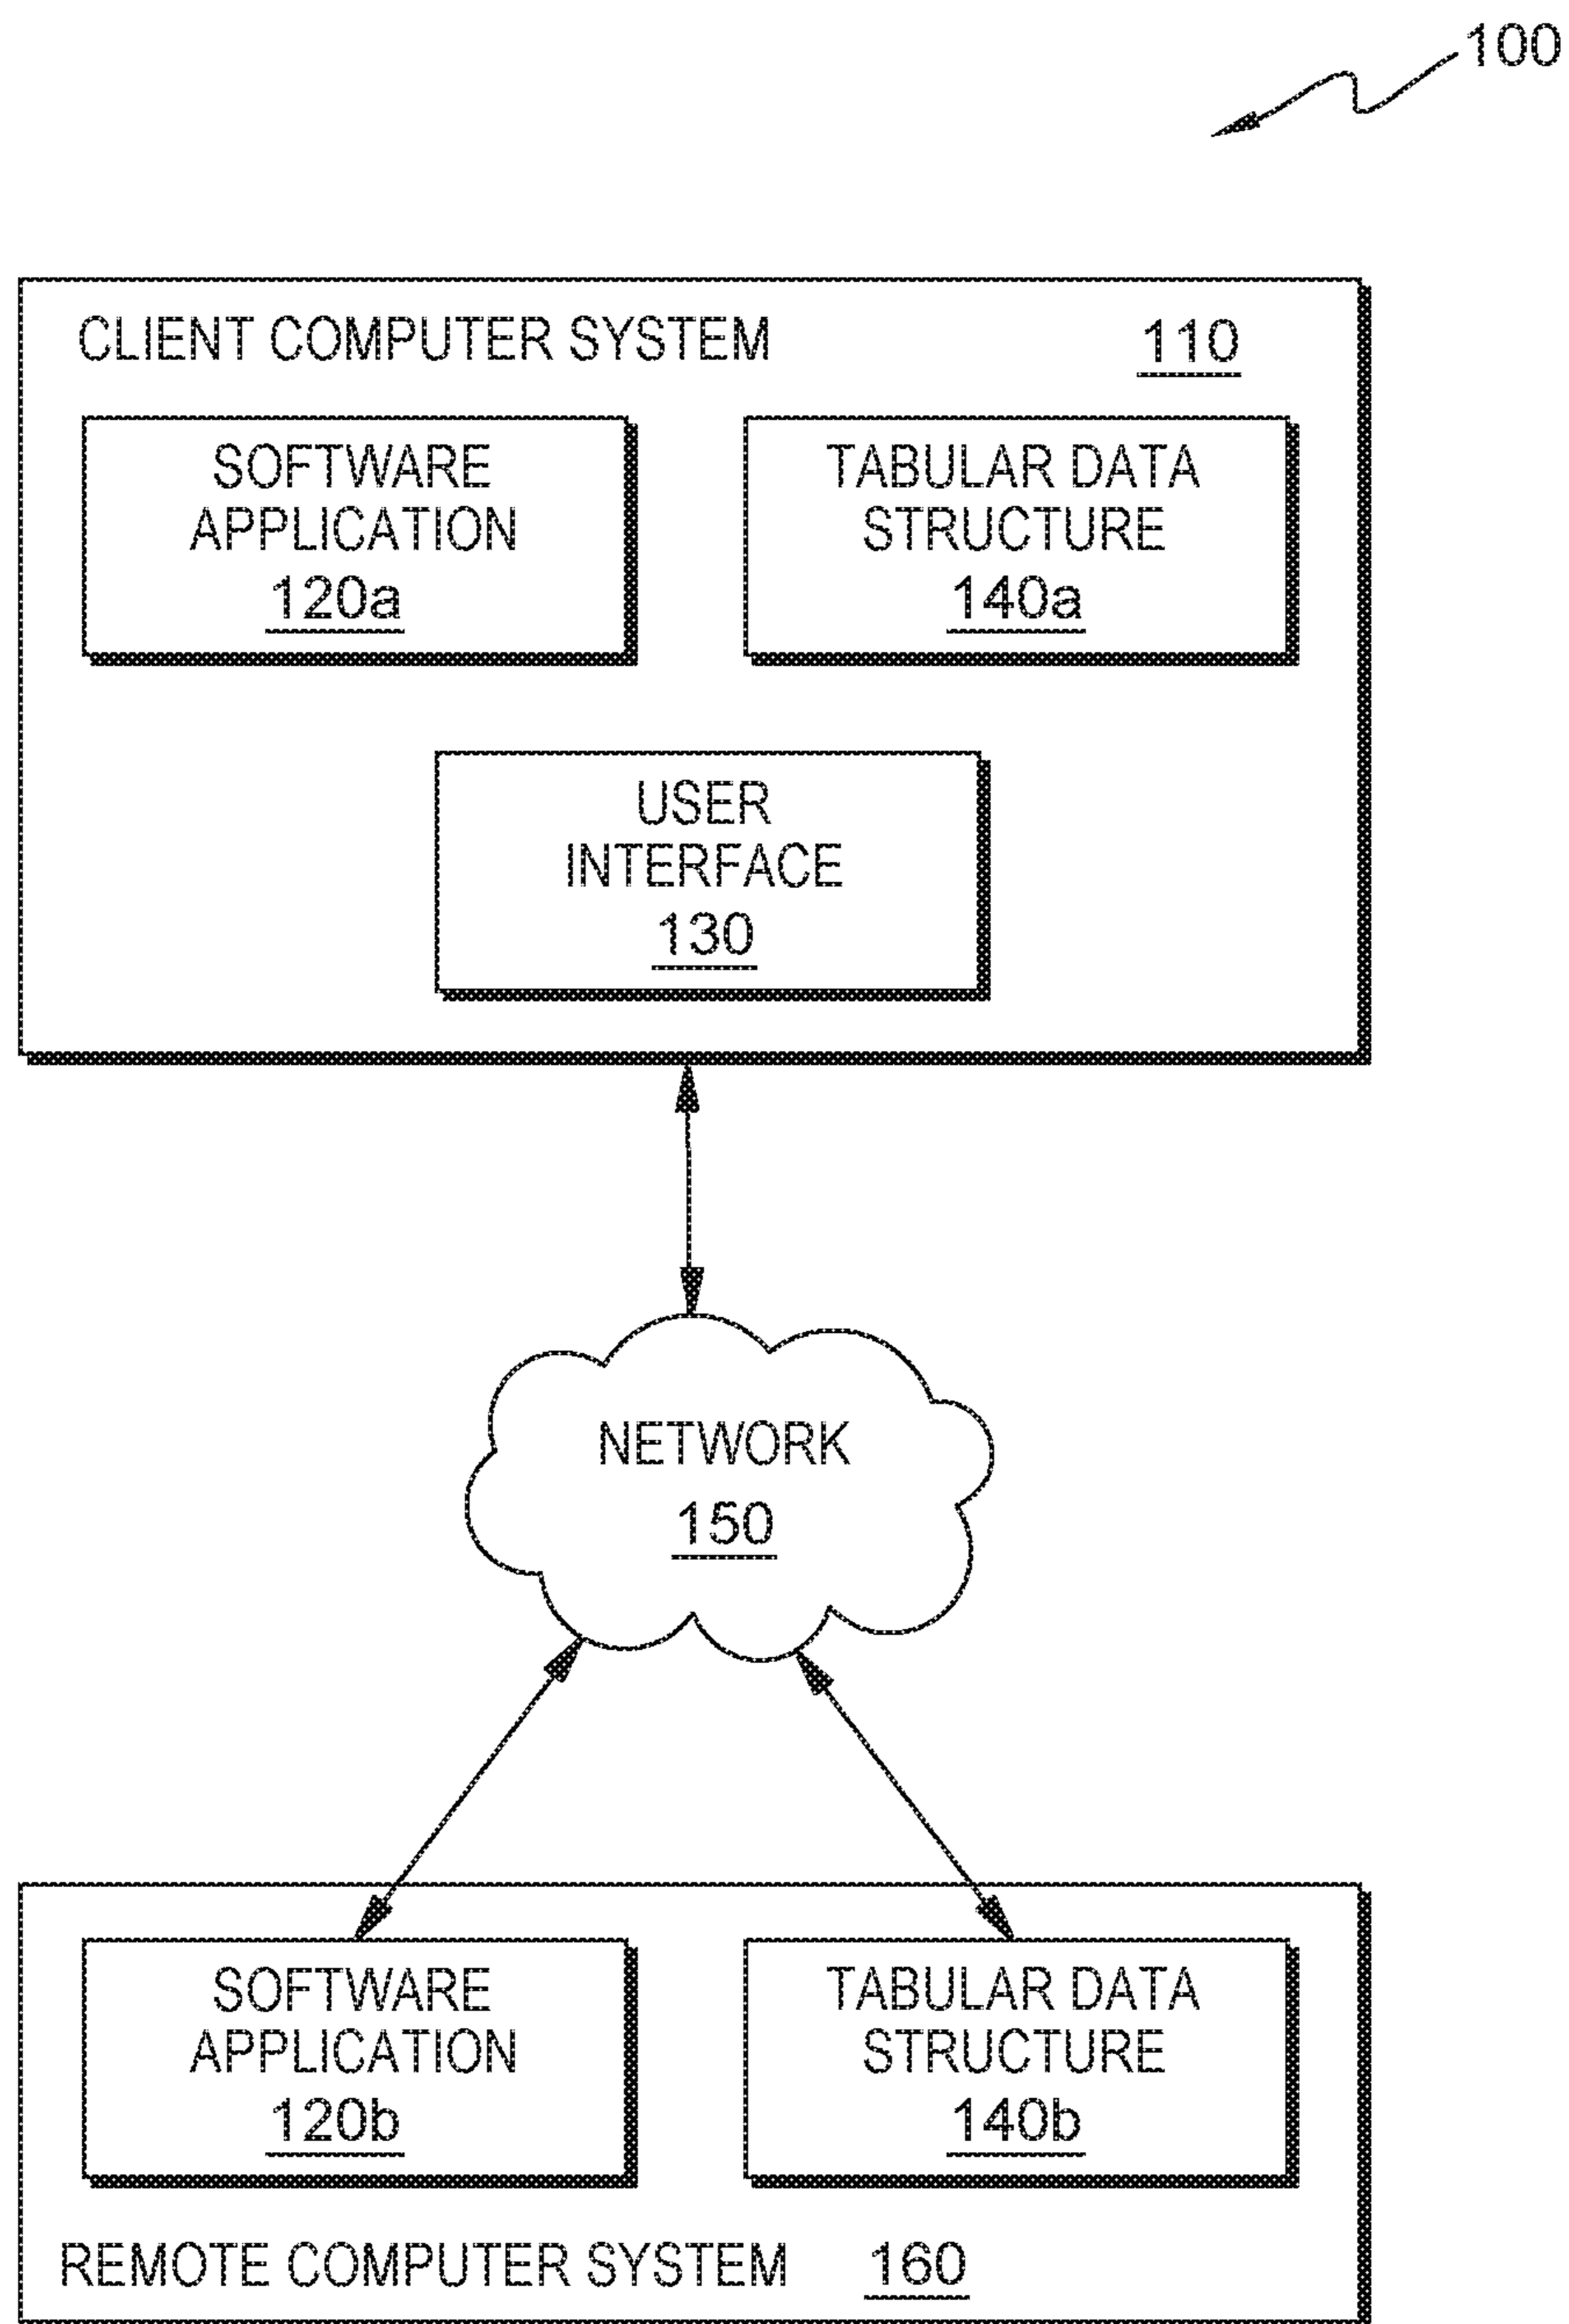 100
CLIENT COMPUTER SYSTEM 110
SOFTWARE
APPLICATION
120a
TABULAR DATA
STRUCTURE
140a
USER
INTERFACE
130
NETWORK
150
SOFTWARE
APPLICATION
120b
TABULAR DATA
STRUCTURE
140b
REMOTE COMPUTER SYSTEM 160